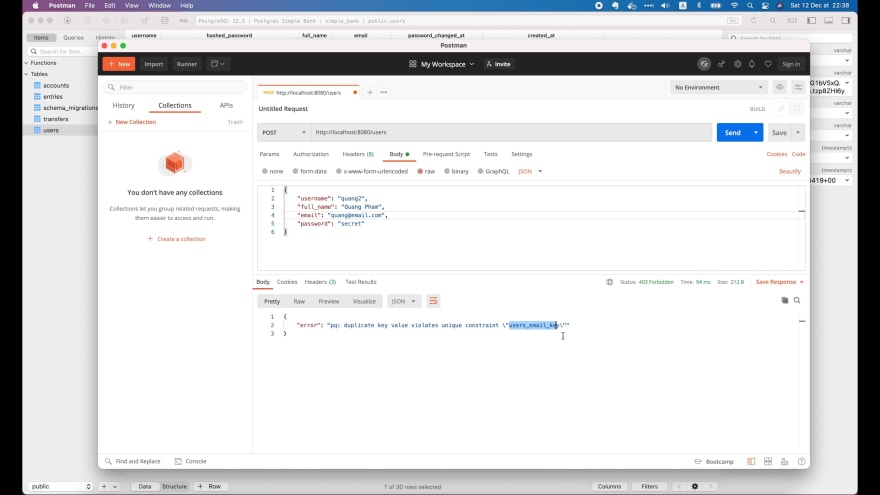 Postman File Edit View Window Help
A 100% Sat 12 Dec at 22:38
PostgreSQL 12.3 : Postgres Simple Bank : simple_bank : public.users
Items Queries History
username hashed_password full_name email password_changed_at created_at
Search for item...
Functions
Tables
accounts
entries
schema_migrations
transfers
users
Postman
New Import Runner
My Workspace Invite
Sign In
Filter
History Collections APIs
+ New Collection Trash
You don't have any collections
Collections let you group related requests, making
them easier to access and run.
+ Create a collection
POST http://localhost:8080/users
No Environment
Untitled Request BUILD
POST http://localhost:8080/users Send Save
Params Authorization Headers (8) Body Pre-request Script Tests Settings Cookies Code
none form-data x-www-form-urlencoded raw binary GraphQL JSON Beautify
1 {
2 "username": "quang2",
3 "full_name": "Quang Pham",
4 "email": "quang@email.com",
5 "password": "secret"
6 }
Body Cookies Headers (3) Test Results Status: 403 Forbidden Time: 94 ms Size: 212 B Save Response
Pretty Raw Preview Visualize JSON
1 {
2 "error": "pq: duplicate key value violates unique constraint \"users_email_key\""
3 }
Find and Replace Console Bootcamp
varchar
varchar
G1bVSxQ.
.tzp8ZHl6y
varchar
varchar
timestamptz
timestamptz
3419+00
public + Data Structure + Row 1 of 30 rows selected Columns Filters